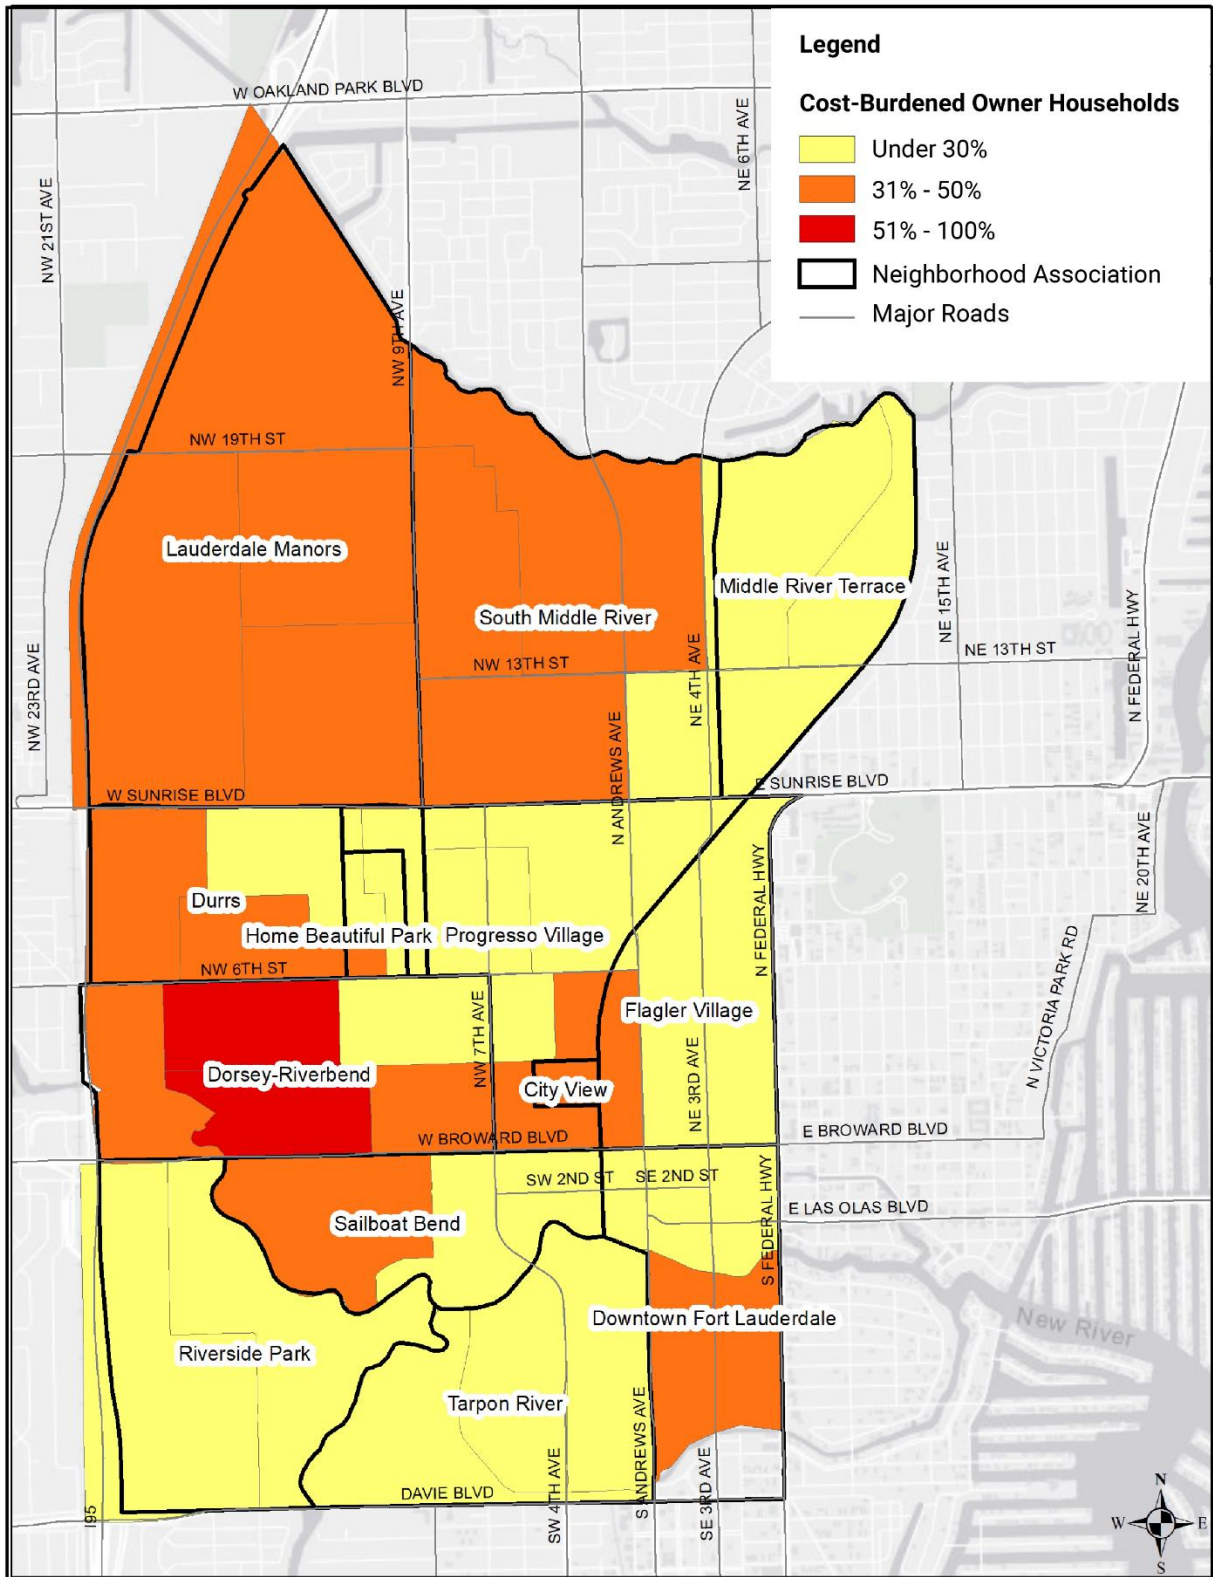 Legend
Cost-Burdened Owner Households
Under 30%
31% - 50%
51% - 100%
Neighborhood Association
Major Roads
W OAKLAND PARK BLVD
NE 6TH AVE
NW 21ST AVE
NW 9TH AVE
NW 19TH ST
Lauderdale Manors
South Middle River
Middle River Terrace
NE 15TH AVE
N FEDERAL HWY
NE 13TH ST
NW 13TH ST
NE 4TH AVE
NW 23RD AVE
N ANDREWS AVE
W SUNRISE BLVD
E SUNRISE BLVD
NE 20TH AVE
N FEDERAL HWY
Durrs
Home Beautiful Park
Progresso Village
NW 6TH ST
N VICTORIA PARK RD
NW 7TH AVE
Flagler Village
NE 3RD AVE
Dorsey-Riverbend
City View
W BROWARD BLVD
E BROWARD BLVD
SW 2ND ST
SE 2ND ST
S FEDERAL HWY
E LAS OLAS BLVD
Sailboat Bend
Downtown Fort Lauderdale
New River
Riverside Park
Tarpon River
S ANDREWS AVE
DAVIE BLVD
SW 4TH AVE
SE 3RD AVE
I95
N
W
E
S